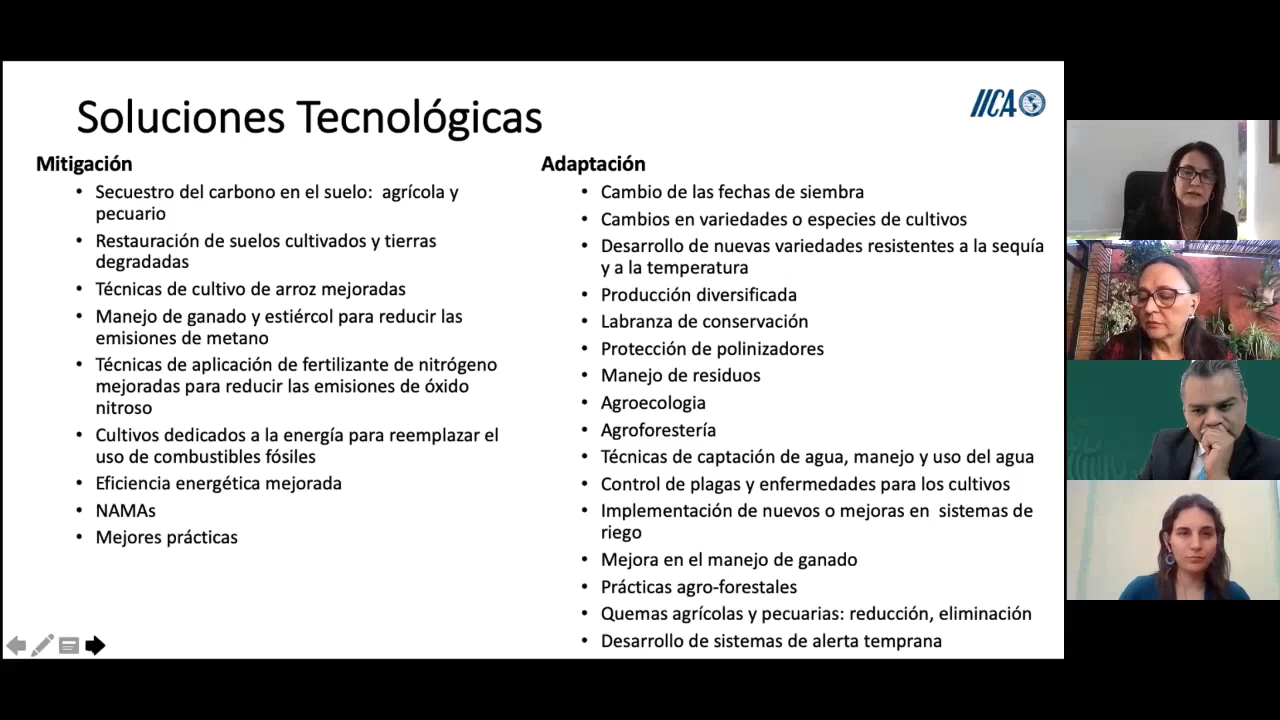 Soluciones Tecnológicas
IICA
Mitigación
• Secuestro del carbono en el suelo: agrícola y
pecuario
• Restauración de suelos cultivados y tierras
degradadas
• Técnicas de cultivo de arroz mejoradas
• Manejo de ganado y estiércol para reducir las
emisiones de metano
• Técnicas de aplicación de fertilizante de nitrógeno
mejoradas para reducir las emisiones de óxido
nitroso
• Cultivos dedicados a la energía para reemplazar el
uso de combustibles fósiles
• Eficiencia energética mejorada
• NAMAs
• Mejores prácticas
Adaptación
• Cambio de las fechas de siembra
• Cambios en variedades o especies de cultivos
• Desarrollo de nuevas variedades resistentes a la sequía
y a la temperatura
• Producción diversificada
• Labranza de conservación
• Protección de polinizadores
• Manejo de residuos
• Agroecologia
• Agroforestería
• Técnicas de captación de agua, manejo y uso del agua
• Control de plagas y enfermedades para los cultivos
• Implementación de nuevos o mejoras en sistemas de
riego
• Mejora en el manejo de ganado
• Prácticas agro-forestales
• Quemas agrícolas y pecuarias: reducción, eliminación
• Desarrollo de sistemas de alerta temprana